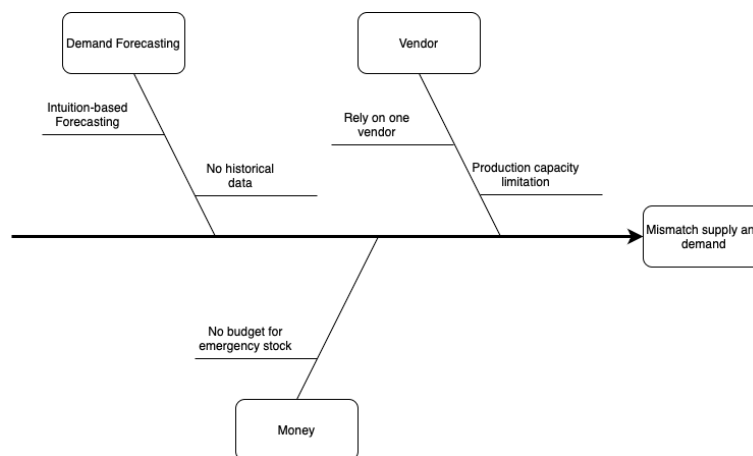 Demand Forecasting
Vendor
Intuition-based
Forecasting
No historical
data
Rely on one
vendor
Production capacity
limitation
Mismatch supply an
demand
No budget for
emergency stock
Money